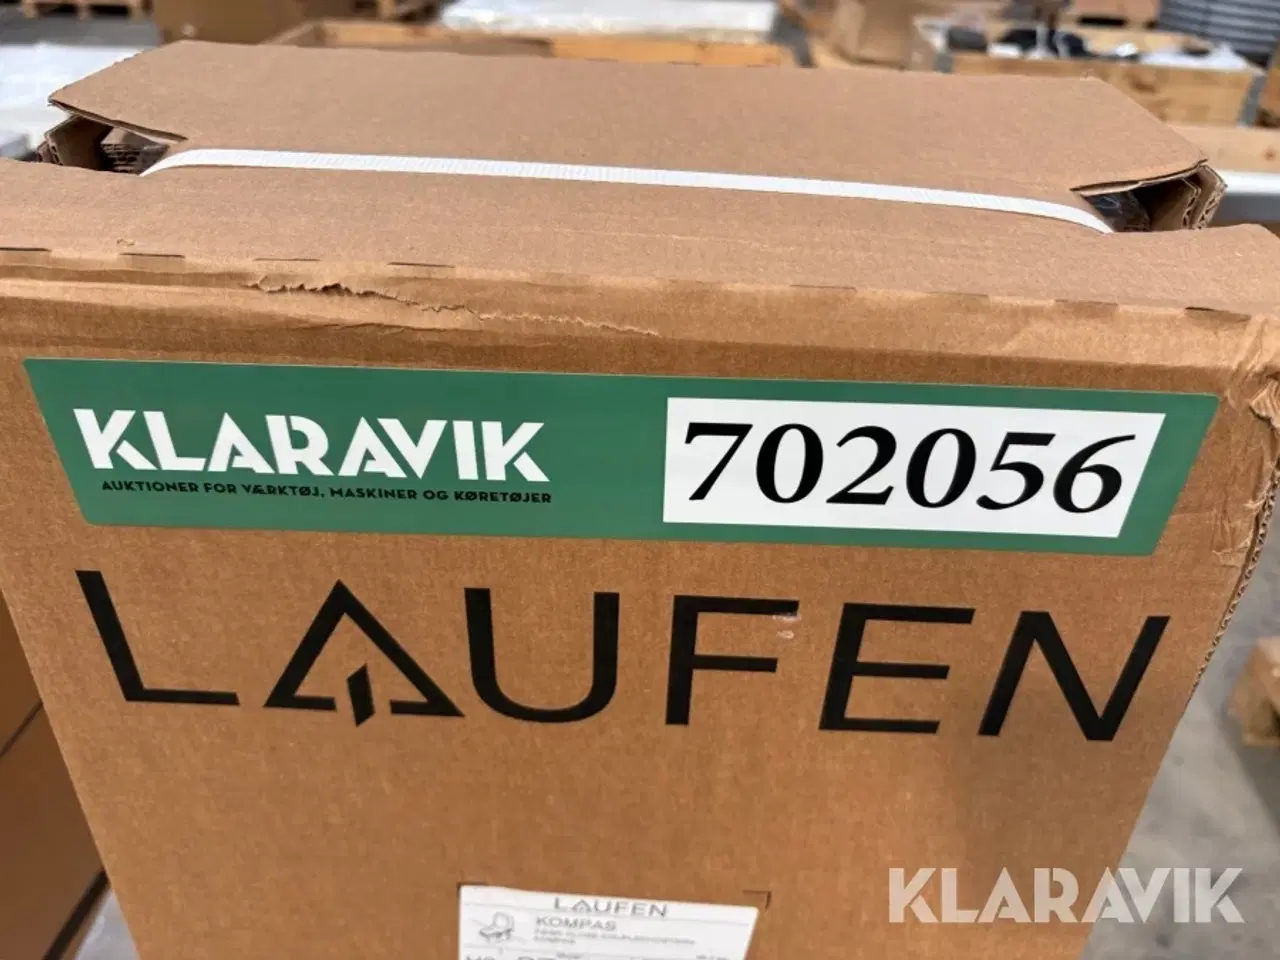 KLARAVIK
AUKTIONER FOR VÆRKTØJ, MASKINER OG KØRETØJER
702056
LAUFEN
LAUFEN
KOMPAS
KLARAVIK